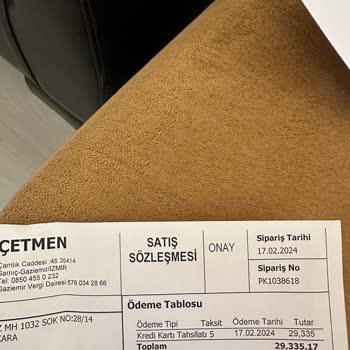 ÇETMEN
Çamlık Caddesi :46 35414
Sarnıç-Gaziemir/İZMİR
Tel: 0850 455 0 232
Gaziemir Vergi Dairesi 576 034 28 66
SATIŞ
SÖZLEŞMESİ
ONAY
Sipariş Tarihi
17.02.2024
Sipariş No
PK1038618
MH 1032 SOK NO:28/14
KARA
Ödeme Tablosu
Ödeme Tipi Taksit Ödeme Tarihi Tutar
Kredi Kartı Tahsilatı 5 17.02.2024 29,335
Toplam 29,335.17